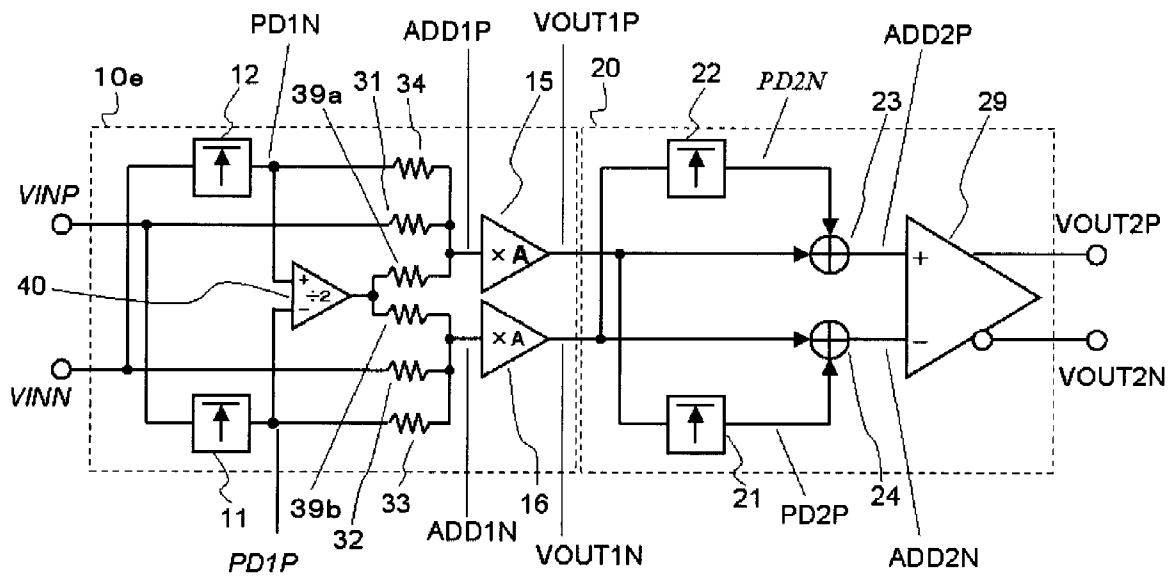 PD1N
ADD1P
VOUT1P
ADD2P
10e
12
39a
31
34
15
20
22
PD2N
23
29
VINP
VOUT2P
× A
+
40
+
÷2
−
× A
−
VINN
VOUT2N
11
39b
32
33
16
21
24
PD1P
ADD1N
VOUT1N
PD2P
ADD2N